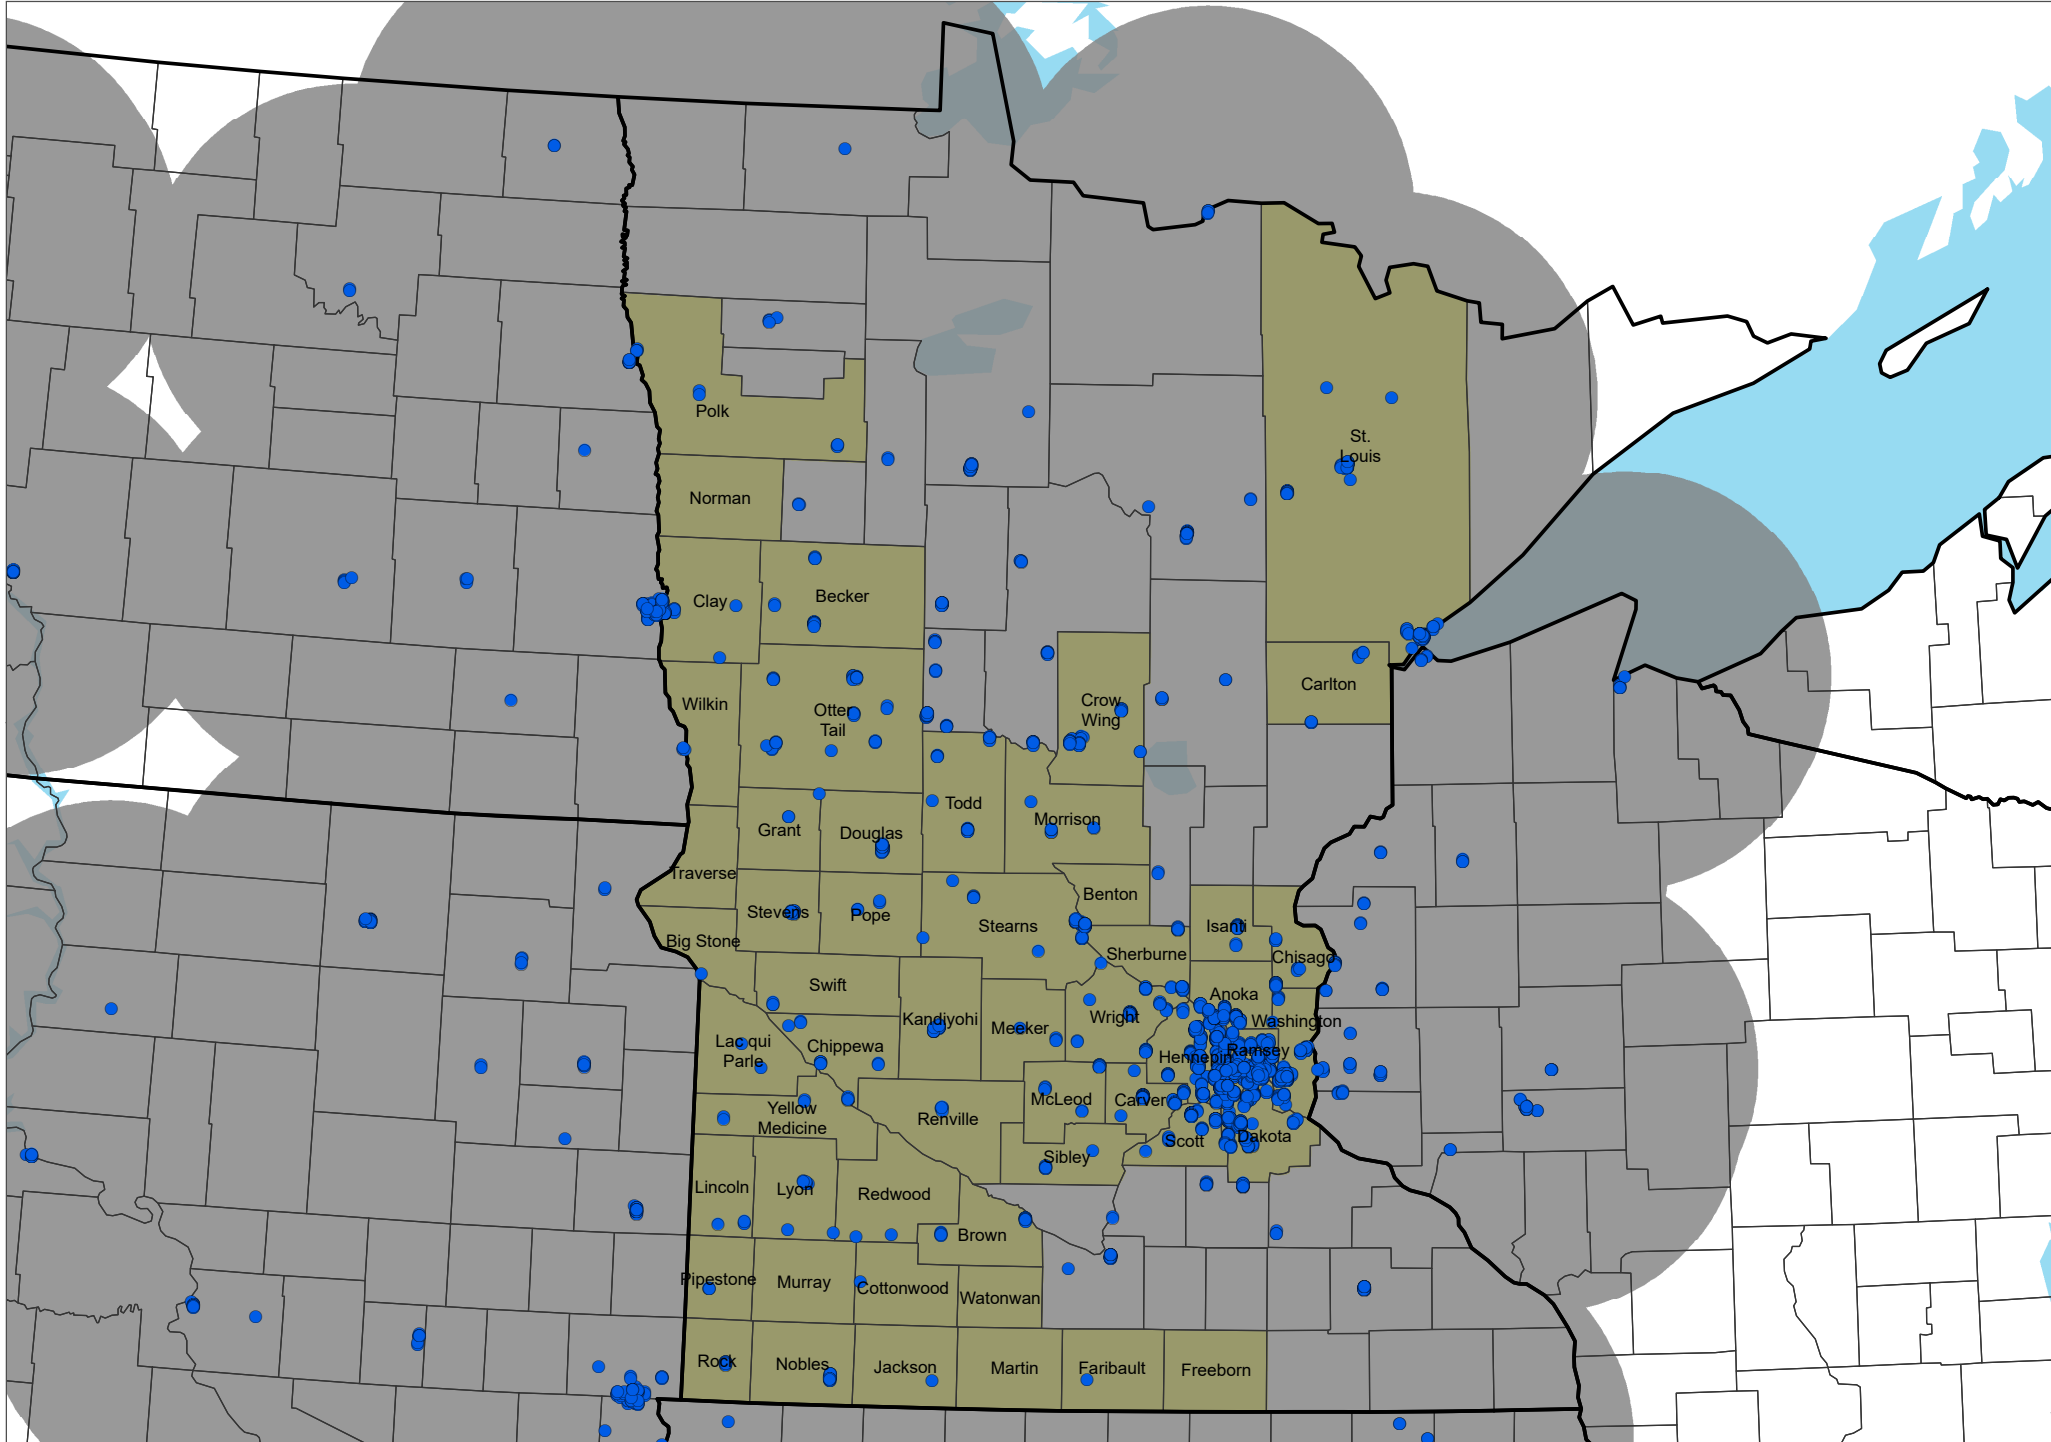 Polk
St.
Louis
Norman
Clay
Becker
Carlton
Wilkin
Otter
Tail
Crow
Wing
Todd
Morrison
Grant
Douglas
Traverse
Benton
Stevens
Pope
Stearns
Isanti
Big Stone
Sherburne
Chisago
Swift
Anoka
Kandiyohi
Meeker
Wright
Washington
Lac qui
Parle
Chippewa
Hennepin
Ramsey
McLeod
Carver
Yellow
Medicine
Renville
Scott
Dakota
Sibley
Lincoln
Lyon
Redwood
Brown
Pipestone
Murray
Cottonwood
Watonwan
Rock
Nobles
Jackson
Martin
Faribault
Freeborn